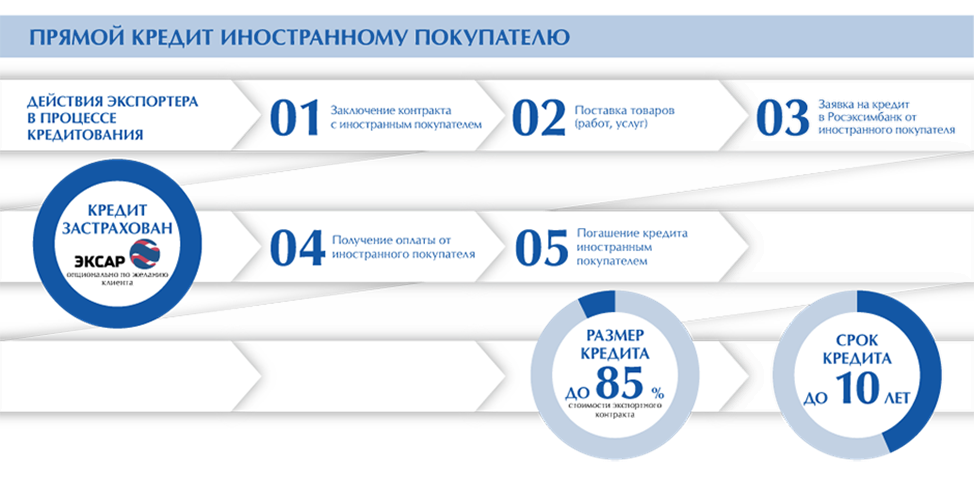 ПРЯМОЙ КРЕДИТ ИНОСТРАННОМУ ПОКУПАТЕЛЮ
ДЕЙСТВИЯ ЭКСПОРТЕРА
В ПРОЦЕССЕ
КРЕДИТОВАНИЯ
01
Заключение контракта
с иностранным покупателем
02
Поставка товаров
(работ, услуг)
03
Заявка на кредит
в Росэксимбанк от
иностранного покупателя
КРЕДИТ
ЗАСТРАХОВАН
ЭКСАР
опционально по желанию
клиента
04
Получение оплаты от
иностранного покупателя
05
Погашение кредита
иностранным
покупателем
РАЗМЕР
КРЕДИТА
ДО 85 %
стоимости экспортного
контракта
СРОК
КРЕДИТА
ДО 10 ЛЕТ